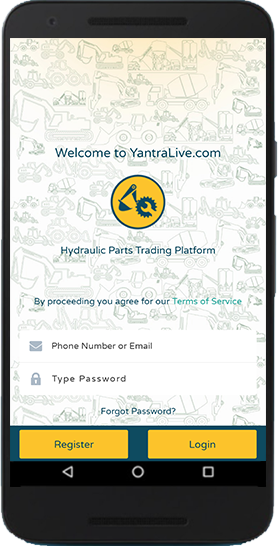 Welcome to YantraLive.com
Hydraulic Parts Trading Platform
By proceeding you agree for our Terms of Service
Phone Number or Email
Type Password
Forgot Password?
Register
Login